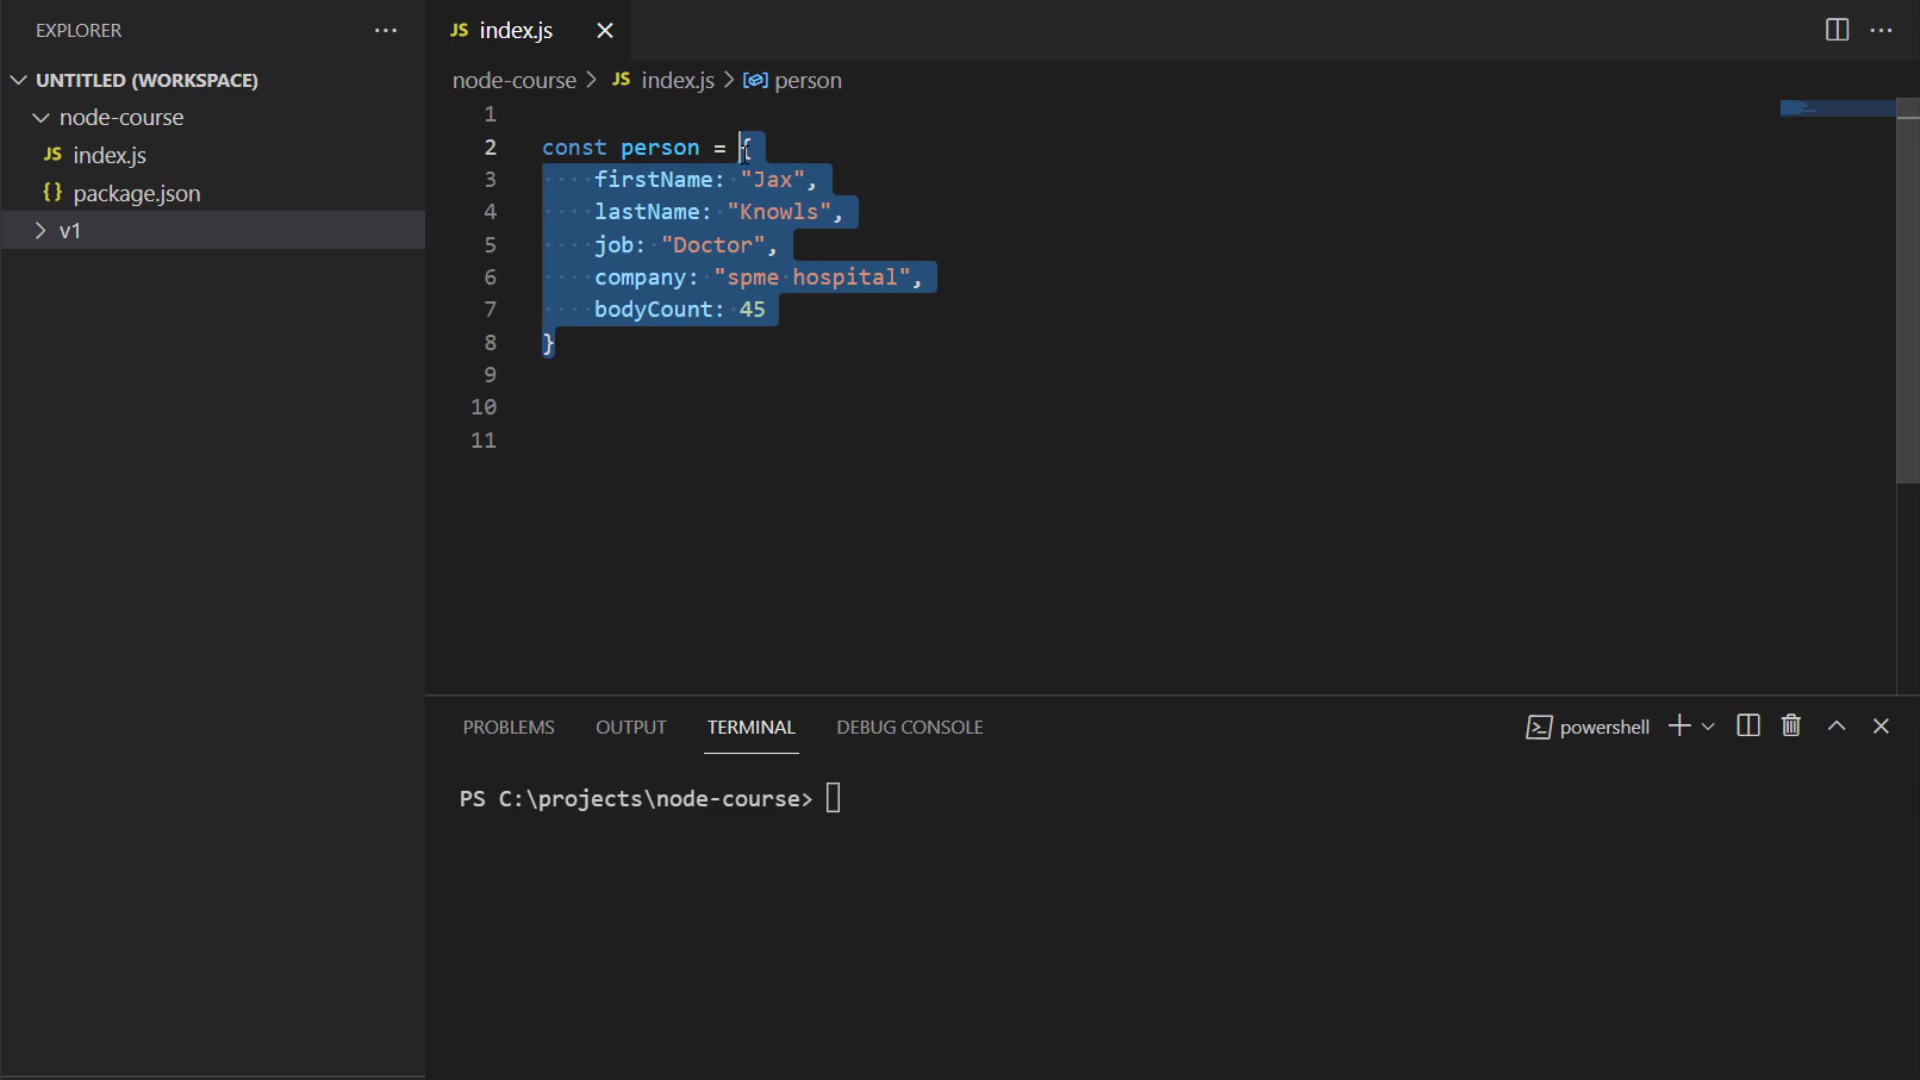 EXPLORER
UNTITLED (WORKSPACE)
node-course
JS index.js
{} package.json
v1
JS index.js
node-course > JS index.js > person
1
2 const person = {
3 firstName: "Jax",
4 lastName: "Knowls",
5 job: "Doctor",
6 company: "spme hospital",
7 bodyCount: 45
8 }
9
10
11
PROBLEMS OUTPUT TERMINAL DEBUG CONSOLE powershell
PS C:\projects\node-course>